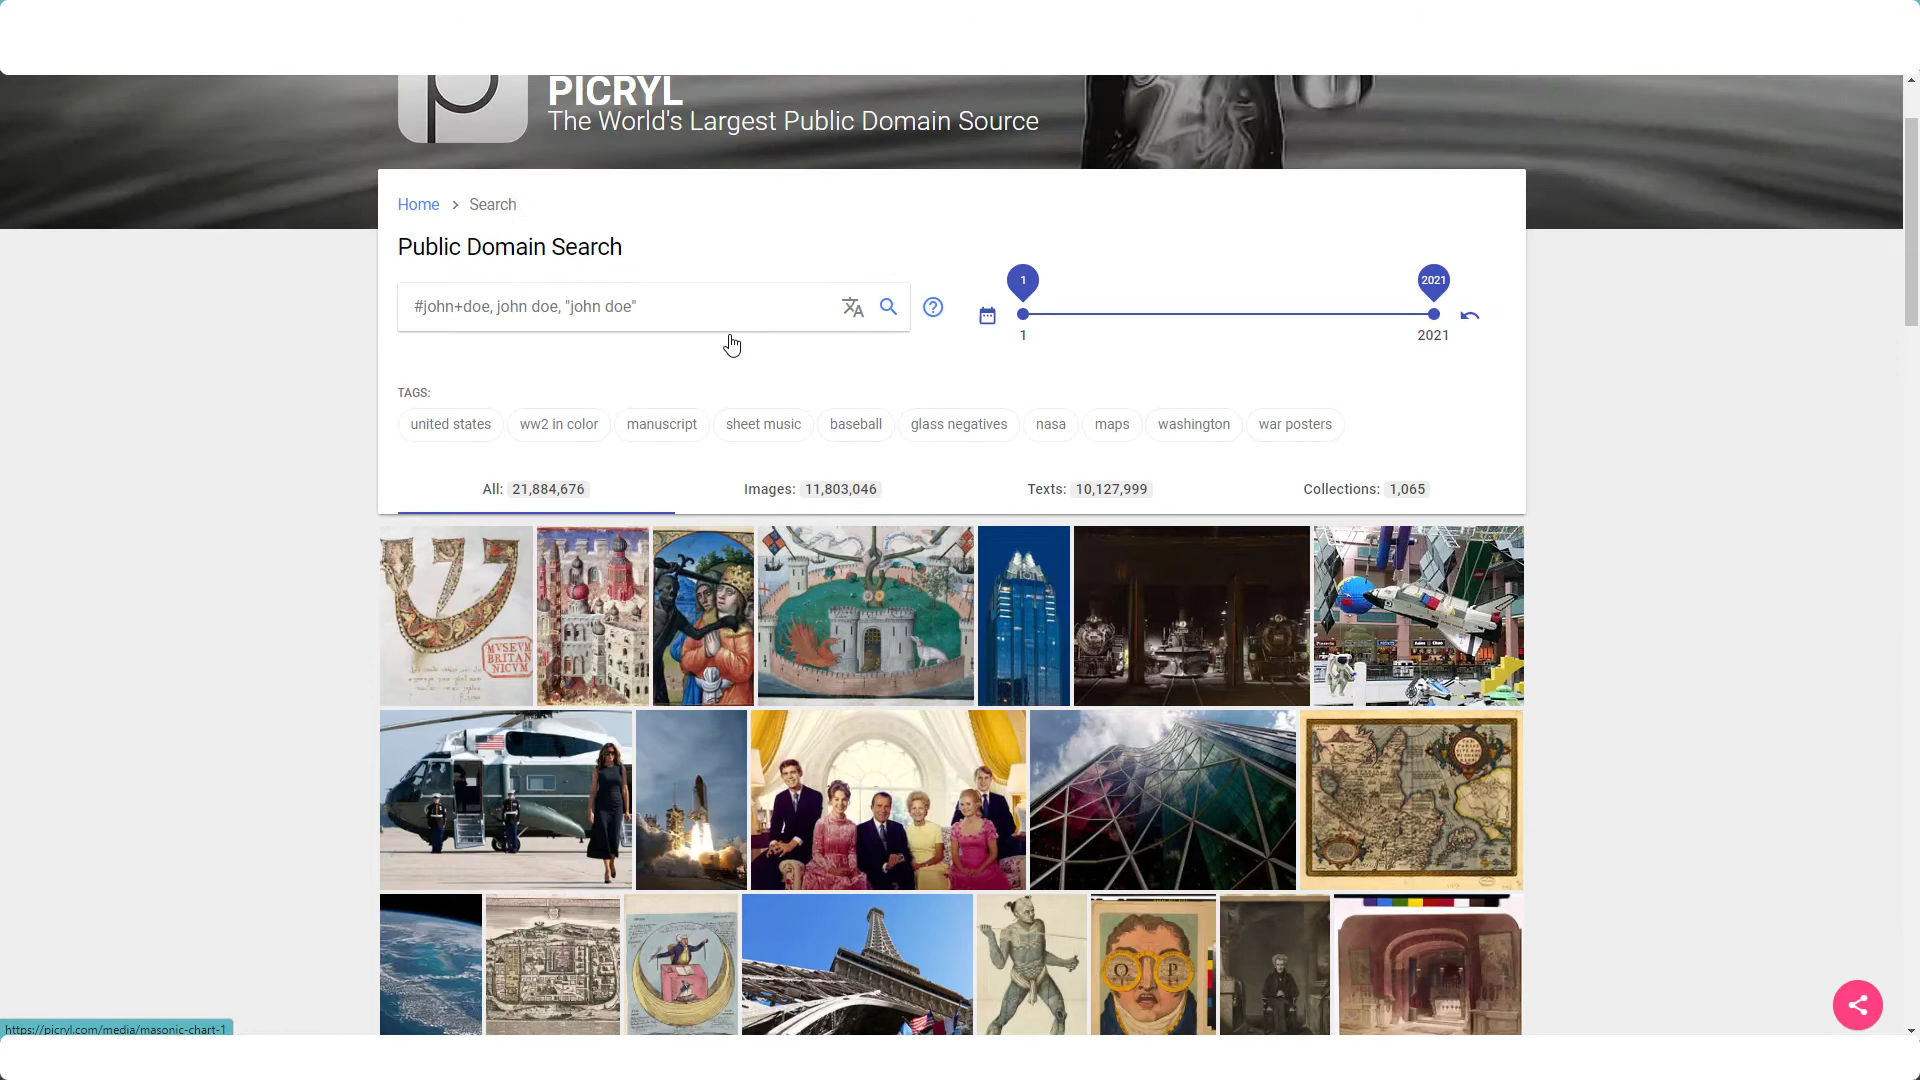 PICRYL
The World's Largest Public Domain Source
Home > Search
Public Domain Search
#john+doe, john doe, "john doe"
1
2021
1
2021
TAGS:
united states
ww2 in color
manuscript
sheet music
baseball
glass negatives
nasa
maps
washington
war posters
All: 21,884,676
Images: 11,803,046
Texts: 10,127,999
Collections: 1,065
MVSEVM
BRITAN
NICVM
https://picryl.com/media/masonic-chart-1